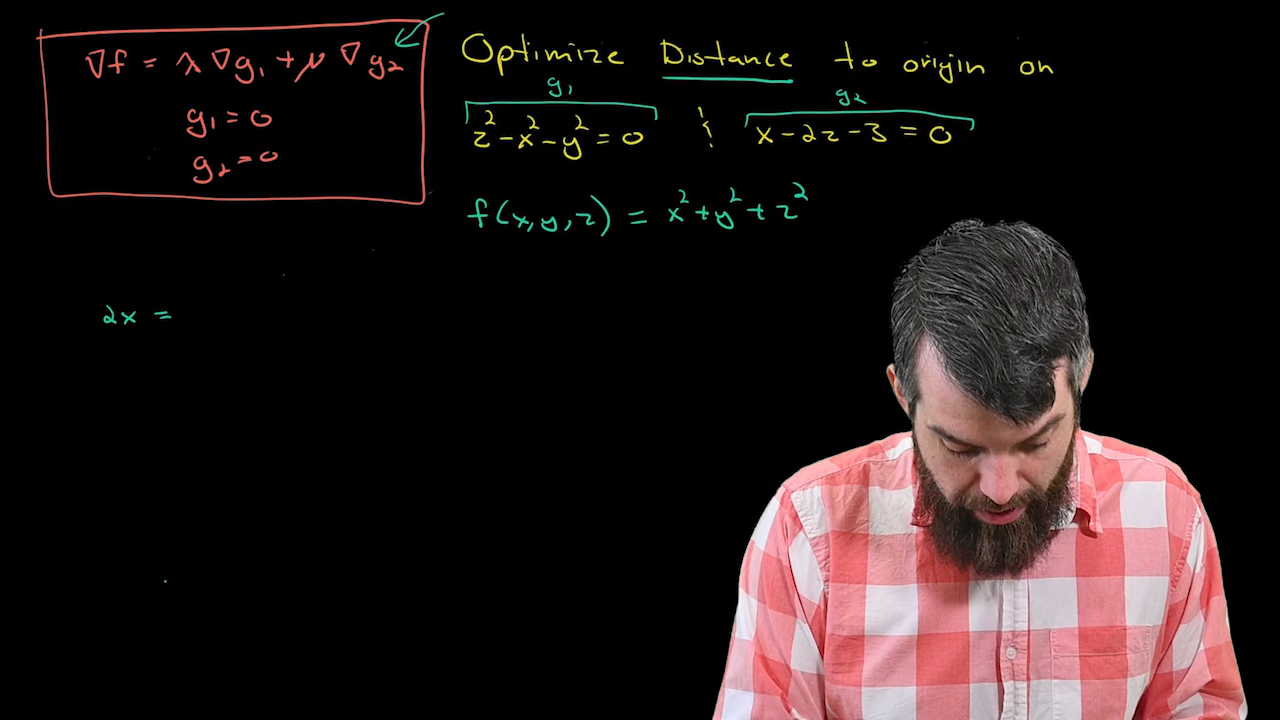 ∇f = λ ∇g₁ + μ ∇g₂
g₁ = 0
g₂ = 0
Optimize Distance to origin on
g₁ g₂
z² - x² - y² = 0 & x - 2z - 3 = 0
f(x, y, z) = x² + y² + z²
2x =